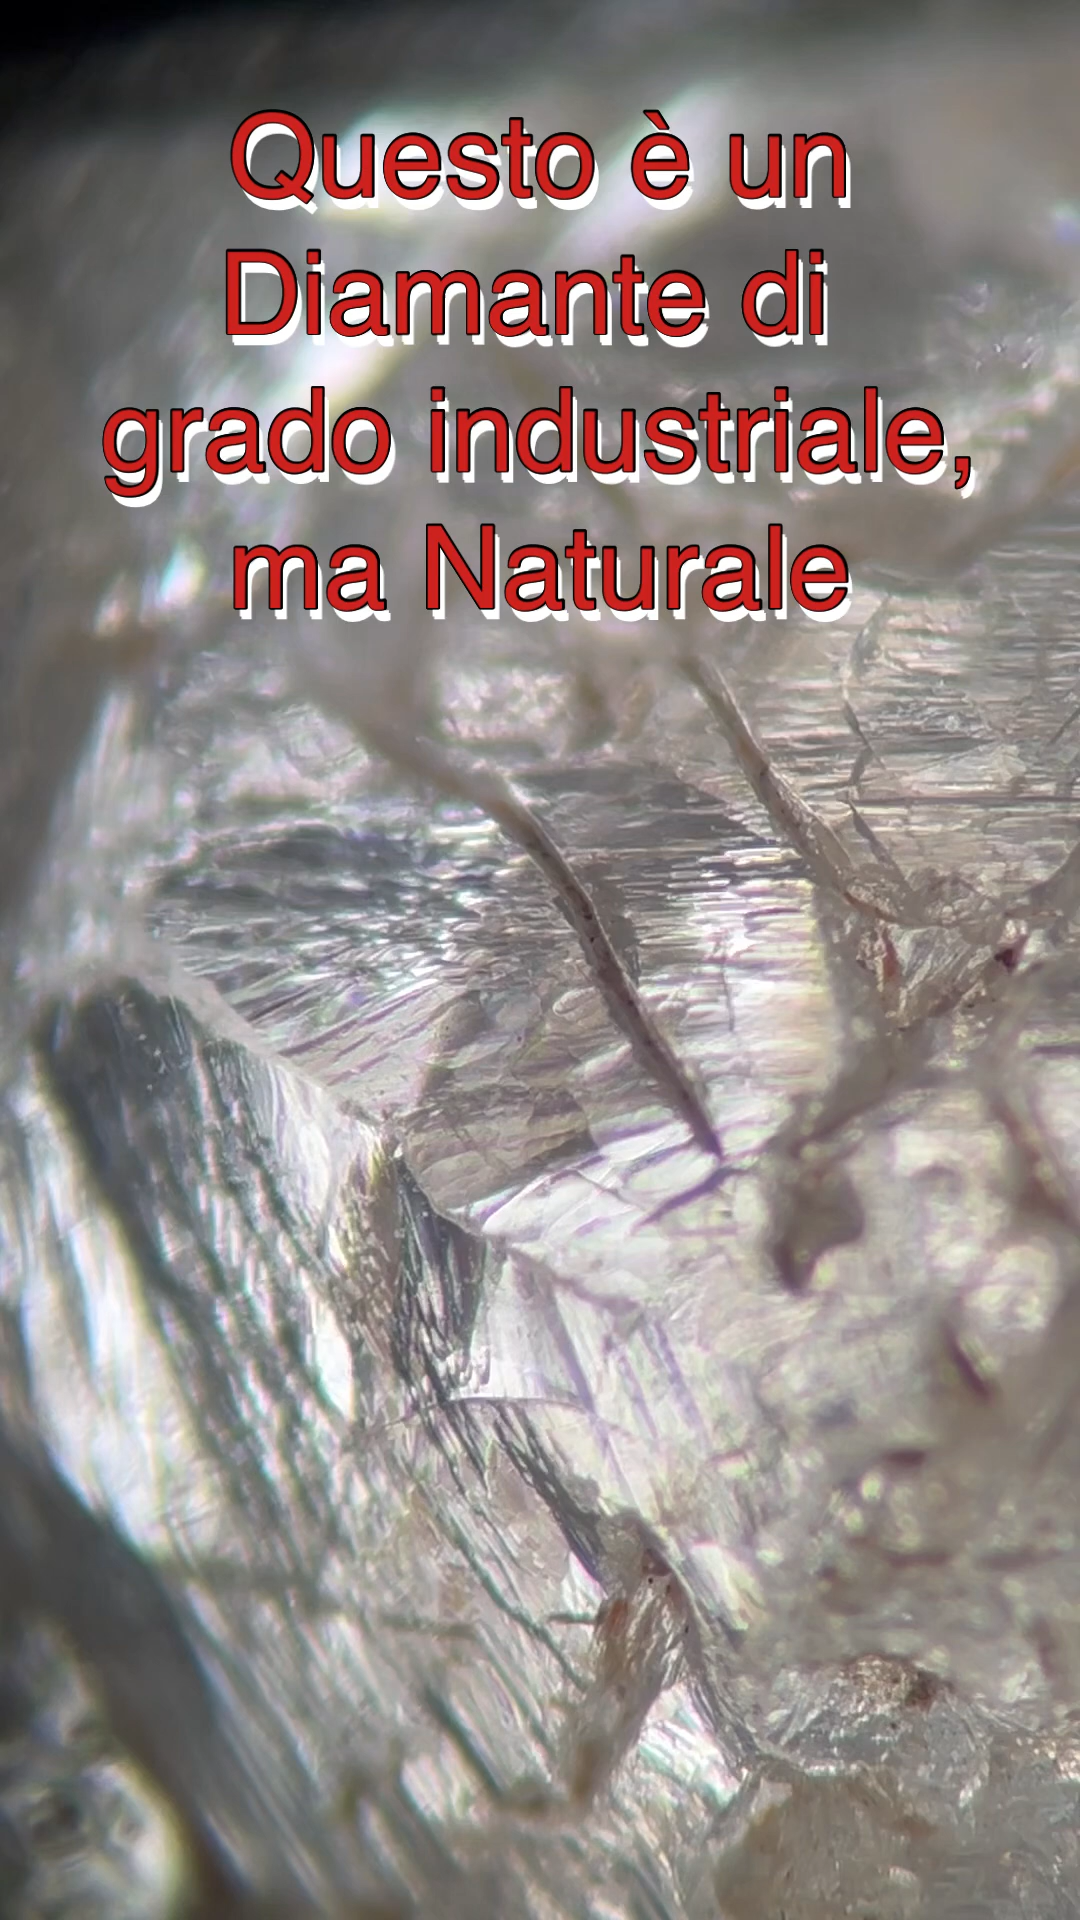 Questo è un
Diamante di
grado industriale,
ma Naturale